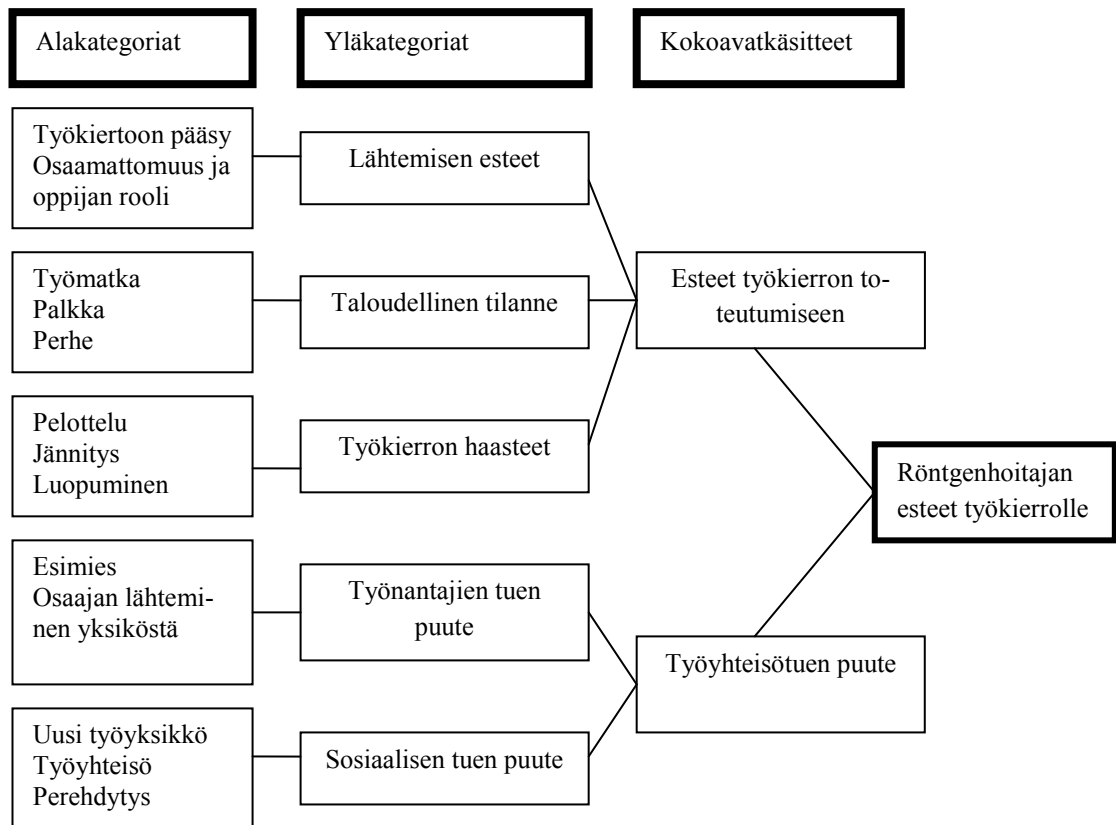 Alakategoriat
Yläkategoriat
Kokoavatkäsitteet
Työkiertoon pääsy
Osaamattomuus ja
oppijan rooli
Lähtemisen esteet
Työmatka
Palkka
Perhe
Taloudellinen tilanne
Esteet työkierron to-
teutumiseen
Pelottelu
Jännitys
Luopuminen
Työkierron haasteet
Röntgenhoitajan
esteet työkierrolle
Esimies
Osaajan lähtemi-
nen yksiköstä
Työnantajien tuen
puute
Työyhteisötuen puute
Uusi työyksikkö
Työyhteisö
Perehdytys
Sosiaalisen tuen puute